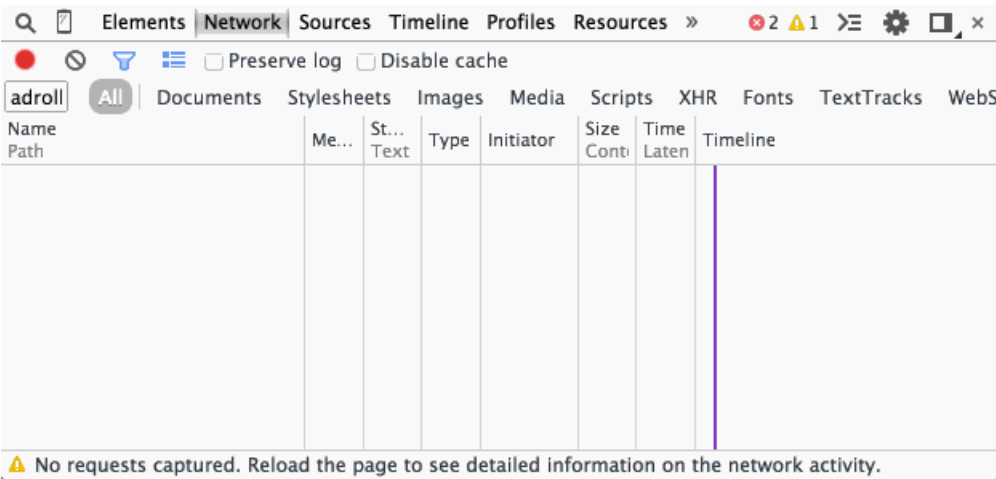 Elements Network Sources Timeline Profiles Resources » 2 1
Preserve log Disable cache
adroll All Documents Stylesheets Images Media Scripts XHR Fonts TextTracks WebS
Name Me... St... Type Initiator Size Time Timeline
Path Text Conte Laten
No requests captured. Reload the page to see detailed information on the network activity.